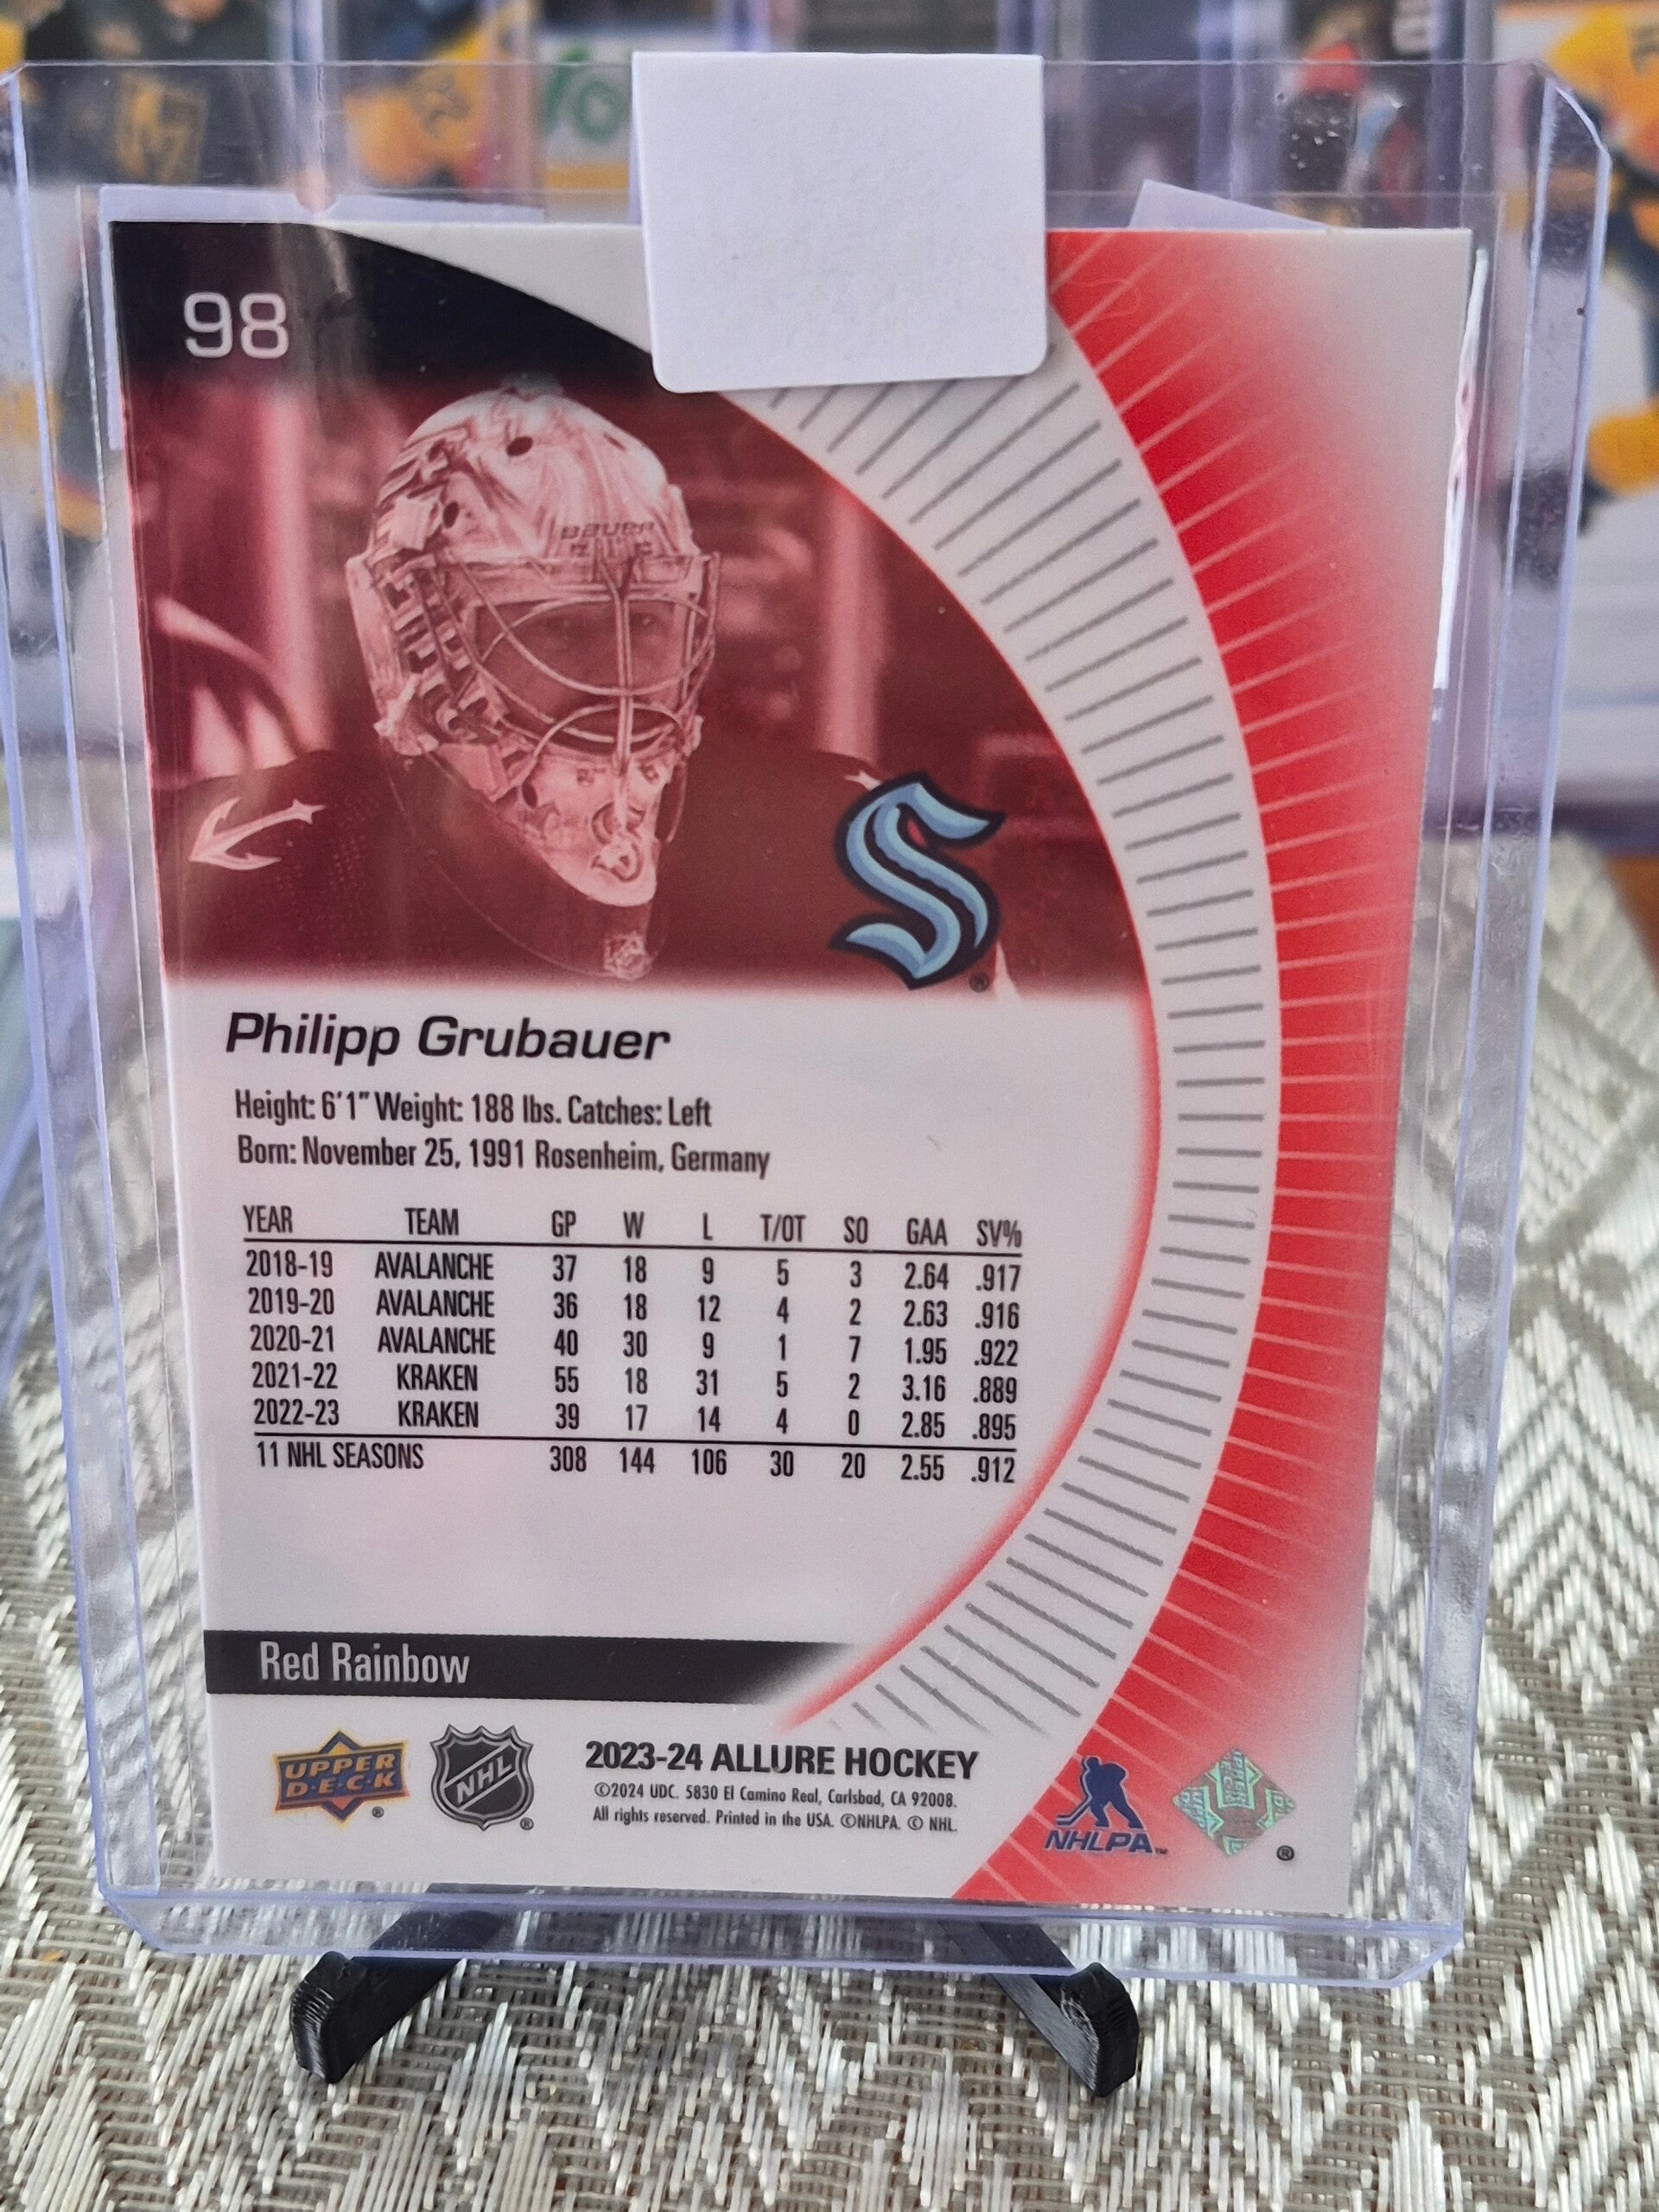 98
BAUER
Philipp Grubauer
Height: 6'1" Weight: 188 lbs. Catches: Left
Born: November 25, 1991 Rosenheim, Germany
YEAR TEAM GP W L T/OT SO GAA SV%
2018-19 AVALANCHE 37 18 9 5 3 2.64 .917
2019-20 AVALANCHE 36 18 12 4 2 2.63 .916
2020-21 AVALANCHE 40 30 9 1 7 1.95 .922
2021-22 KRAKEN 55 18 31 5 2 3.16 .889
2022-23 KRAKEN 39 17 14 4 0 2.85 .895
11 NHL SEASONS 308 144 106 30 20 2.55 .912
Red Rainbow
UPPER
D·E·C·K
®
NHL
®
2023-24 ALLURE HOCKEY
©2024 UDC. 5830 El Camino Real, Carlsbad, CA 92008.
All rights reserved. Printed in the USA. ©NHLPA. © NHL.
NHLPA™
®